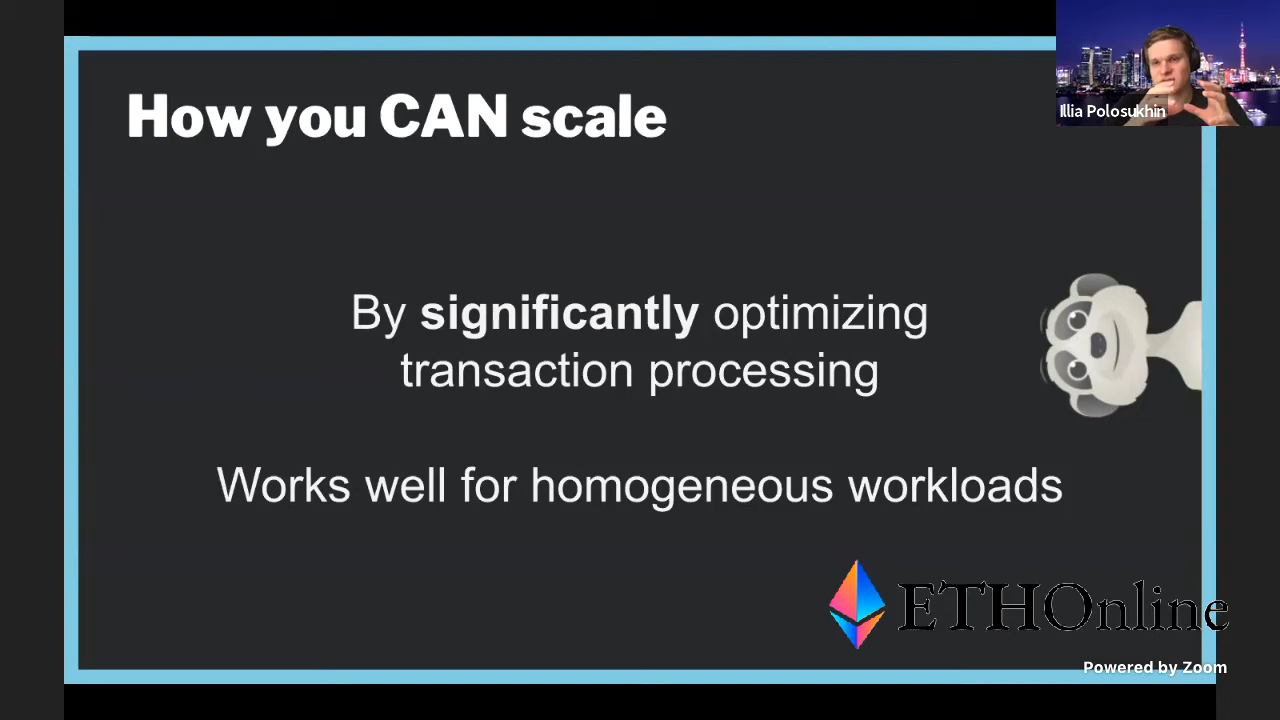 How you CAN scale
Illia Polosukhin
By significantly optimizing
transaction processing
Works well for homogeneous workloads
ETHOnline
Powered by Zoom